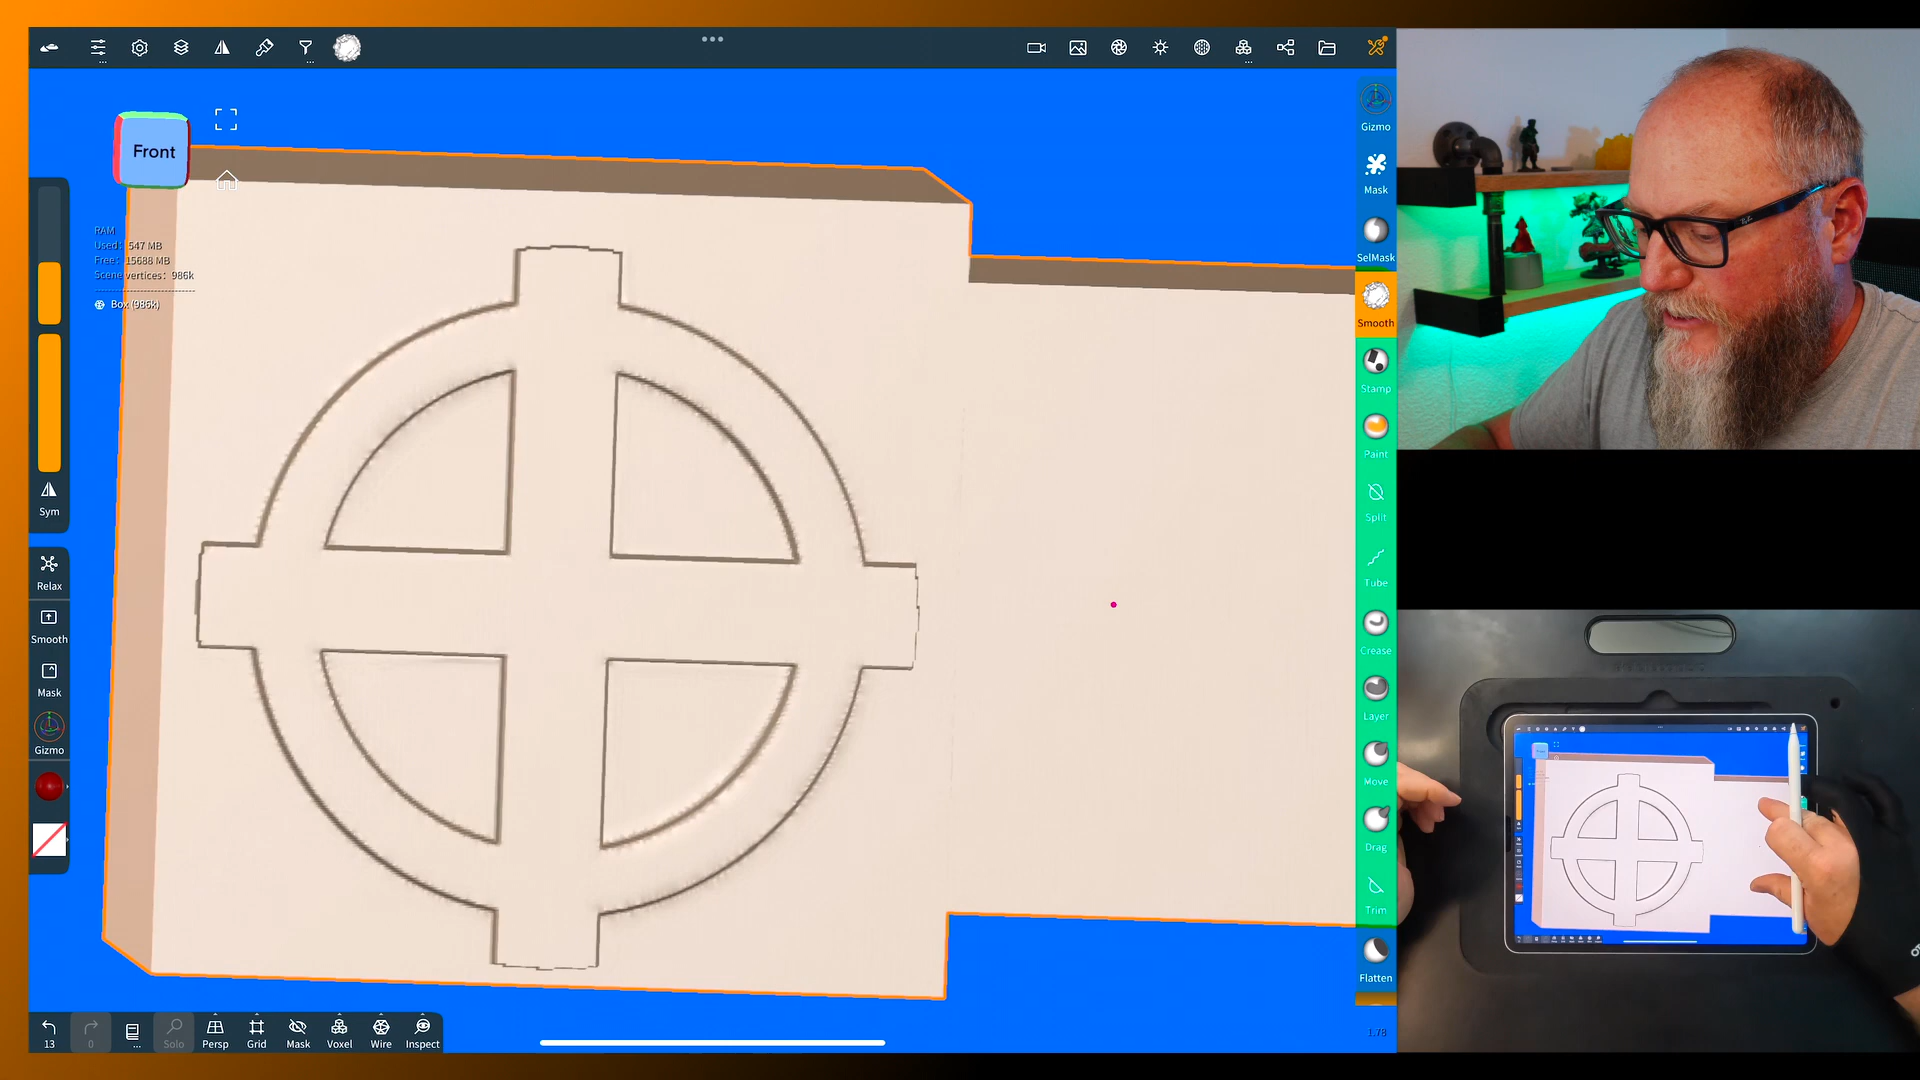 Front
RAM
Used: 547 MB
Free: 15688 MB
Scene vertices: 986k
Box (986k)
Sym
Relax
Smooth
Mask
Gizmo
Gizmo
Mask
SelMask
Smooth
Stamp
Paint
Split
Tube
Crease
Layer
Move
Drag
Trim
Flatten
1.78
13
0
Solo
Persp
Grid
Mask
Voxel
Wire
Inspect